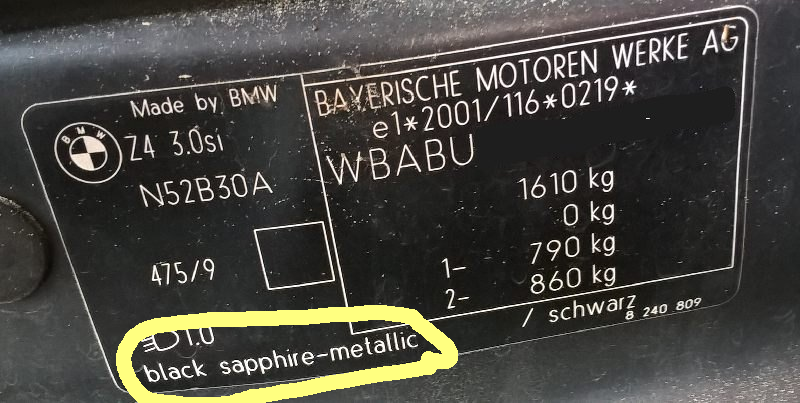 Made by BMW
BMW
Z4 3.0si
N52B30A
475/9
1.0
black sapphire-metallic
BAYERISCHE MOTOREN WERKE AG
e1*2001/116*0219*
WBABU
1610 kg
0 kg
1- 790 kg
2- 860 kg
/ schwarz
8 240 809